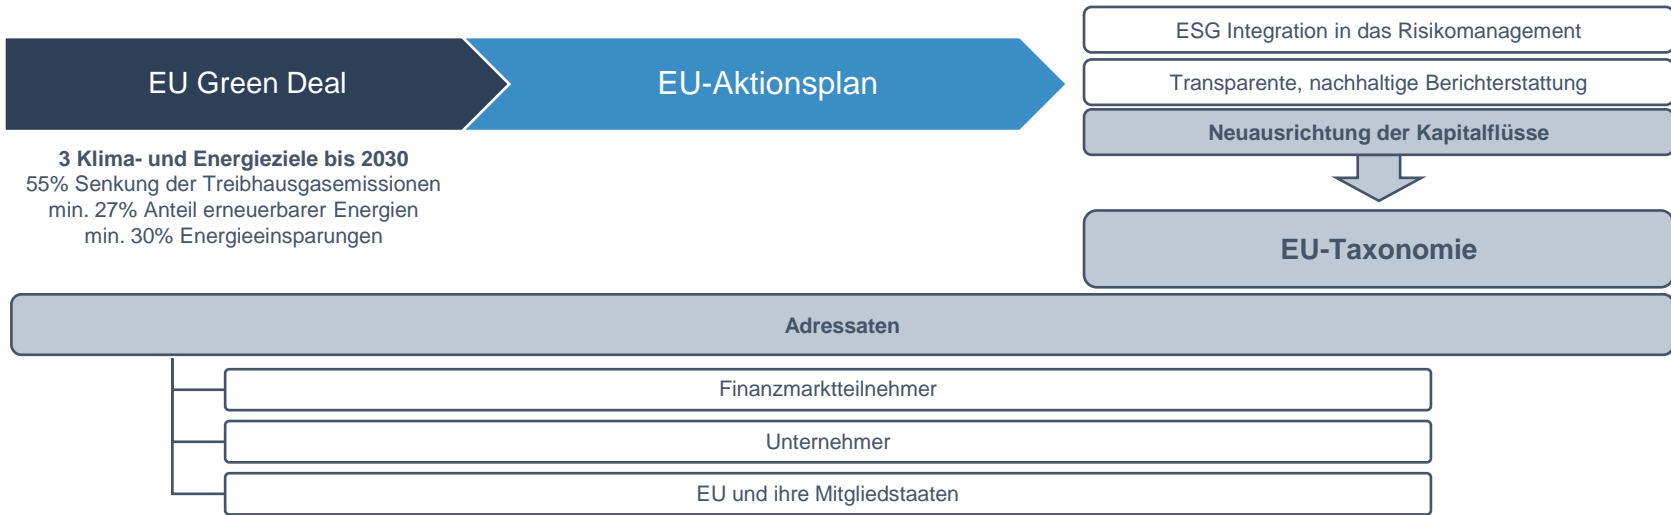 EU Green Deal
EU-Aktionsplan
ESG Integration in das Risikomanagement
Transparente, nachhaltige Berichterstattung
Neuausrichtung der Kapitalflüsse
3 Klima- und Energieziele bis 2030
55% Senkung der Treibhausgasemissionen
min. 27% Anteil erneuerbarer Energien
min. 30% Energieeinsparungen
EU-Taxonomie
Adressaten
Finanzmarktteilnehmer
Unternehmer
EU und ihre Mitgliedstaaten